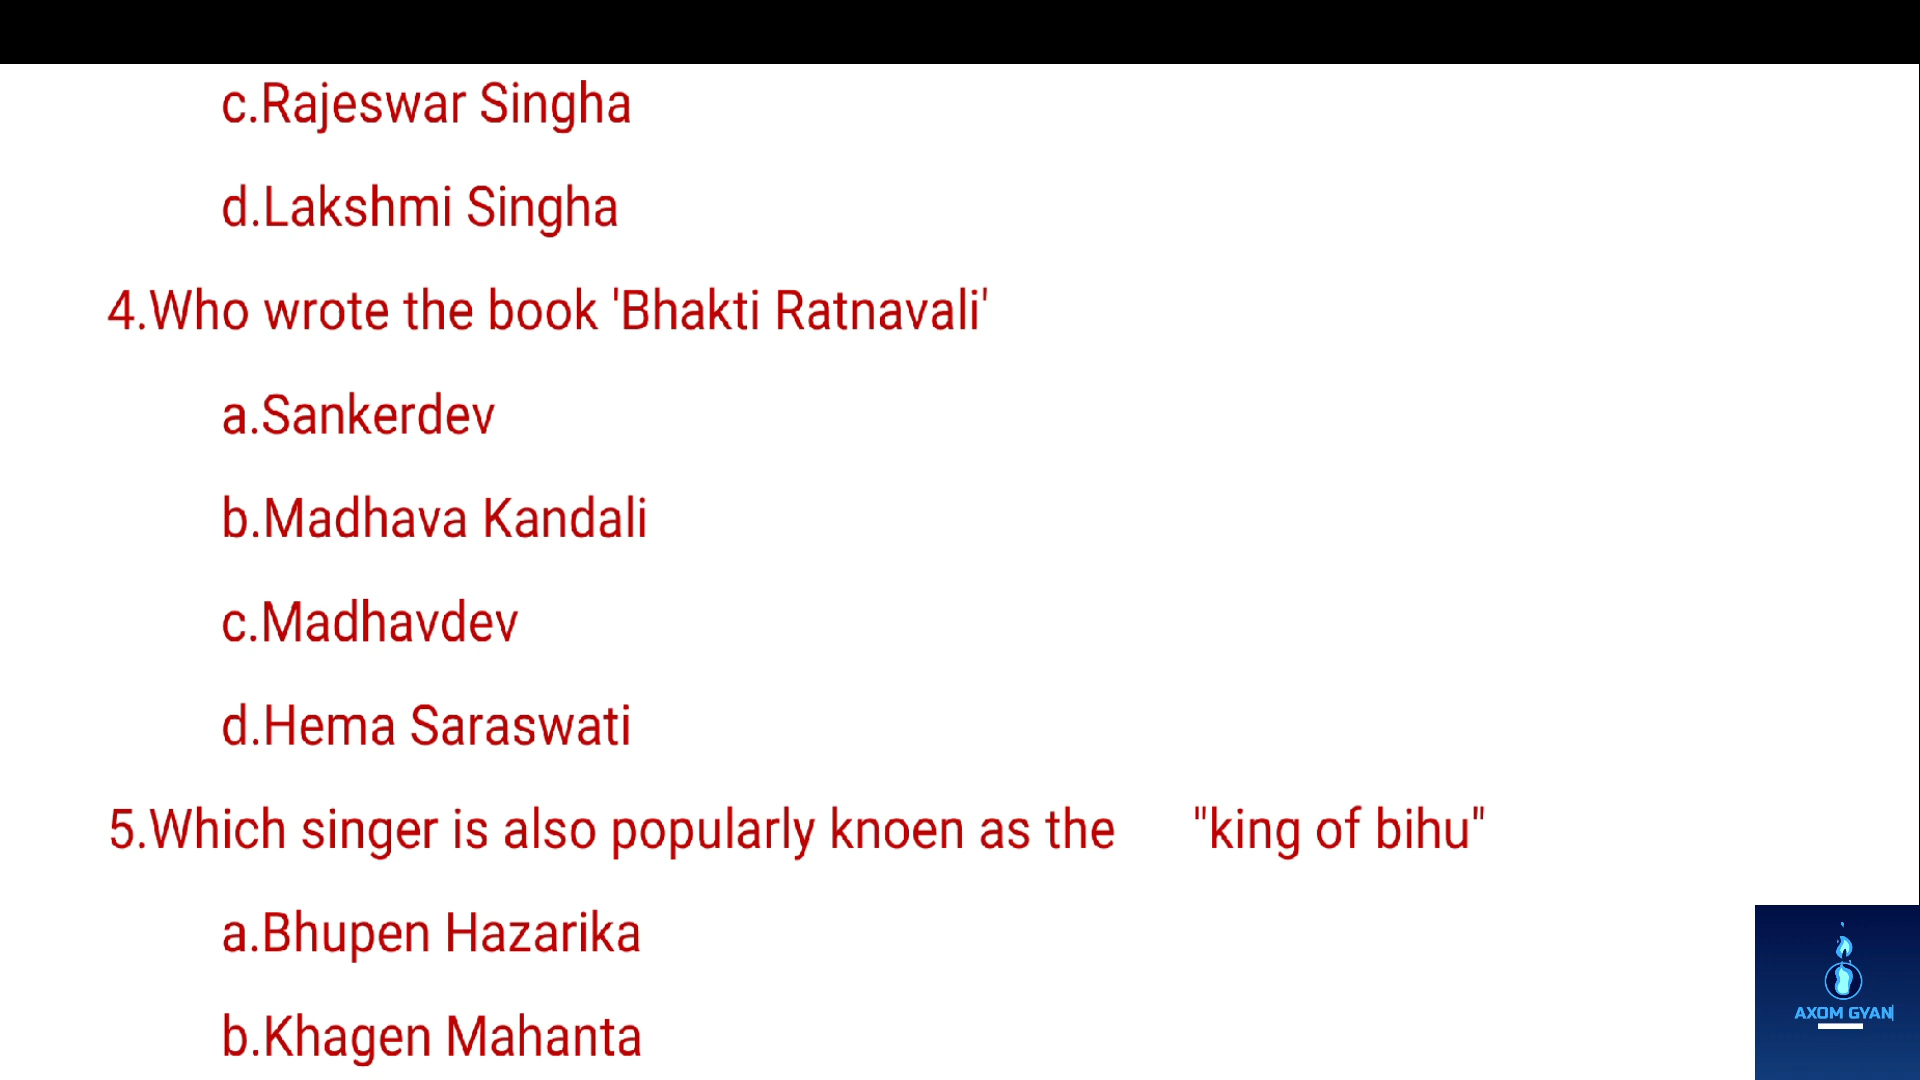 c.Rajeswar Singha
d.Lakshmi Singha
4.Who wrote the book 'Bhakti Ratnavali'
a.Sankerdev
b.Madhava Kandali
c.Madhavdev
d.Hema Saraswati
5.Which singer is also popularly knoen as the "king of bihu"
a.Bhupen Hazarika
b.Khagen Mahanta
AXOM GYAN